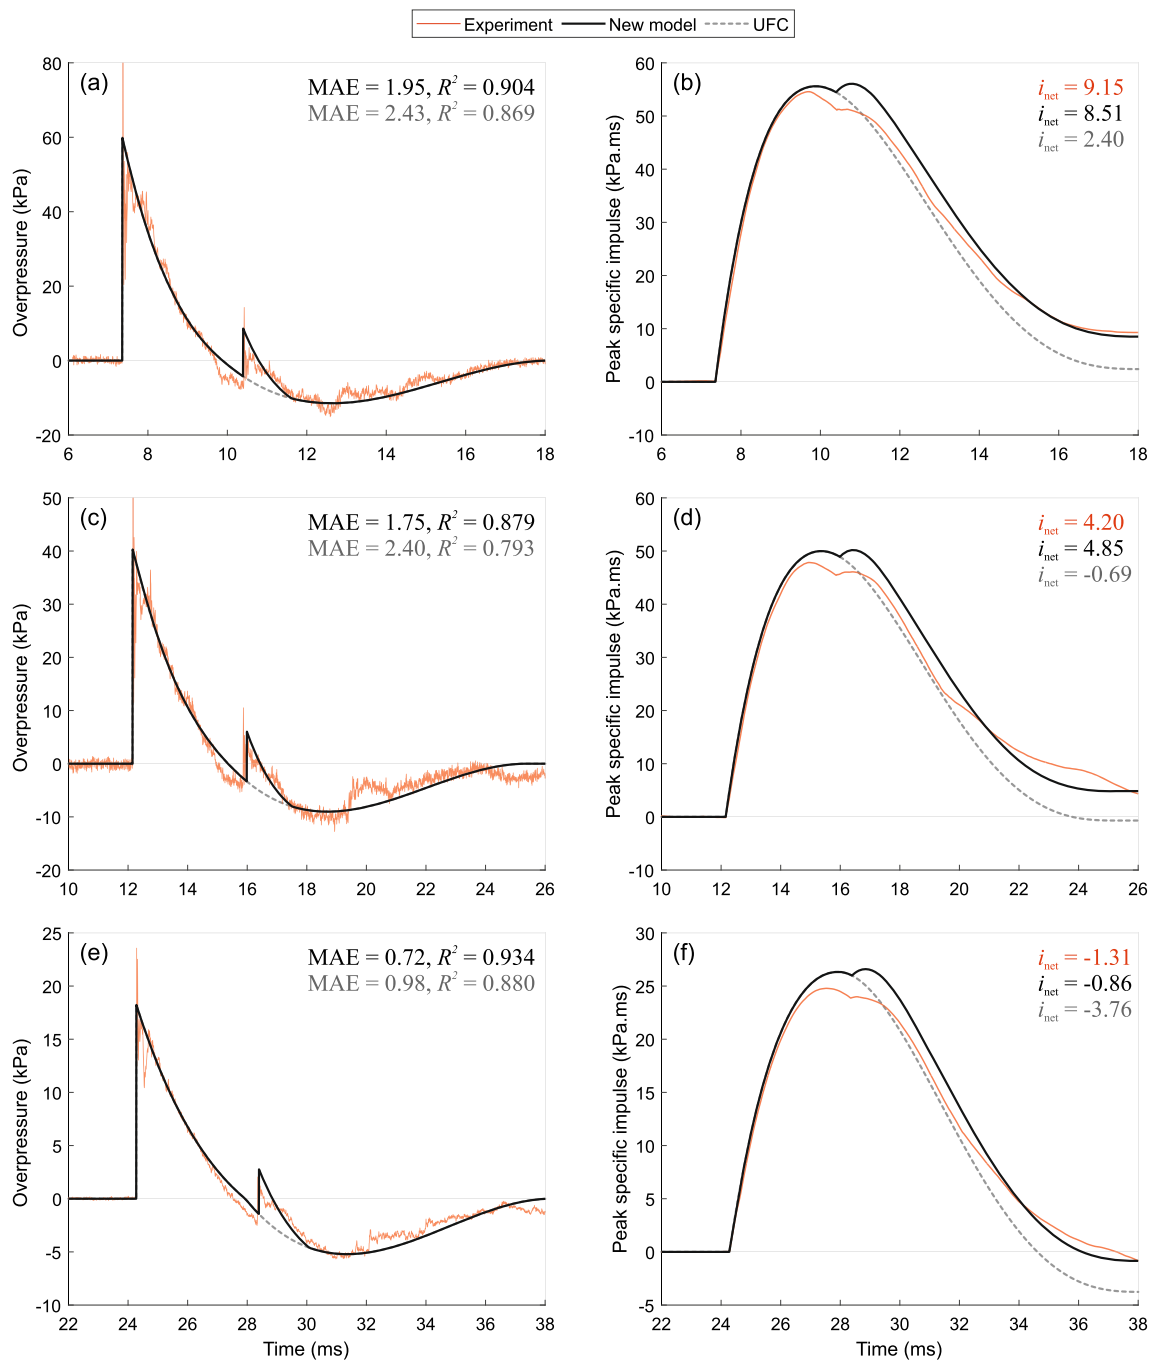 Experiment New model UFC
(a)
MAE = 1.95, R² = 0.904
MAE = 2.43, R² = 0.869
Overpressure (kPa)
80
60
40
20
0
-20
6 8 10 12 14 16 18
(b)
i_net = 9.15
i_net = 8.51
i_net = 2.40
Peak specific impulse (kPa.ms)
60
50
40
30
20
10
0
-10
6 8 10 12 14 16 18
(c)
MAE = 1.75, R² = 0.879
MAE = 2.40, R² = 0.793
Overpressure (kPa)
50
40
30
20
10
0
-10
-20
10 12 14 16 18 20 22 24 26
(d)
i_net = 4.20
i_net = 4.85
i_net = -0.69
Peak specific impulse (kPa.ms)
60
50
40
30
20
10
0
-10
10 12 14 16 18 20 22 24 26
(e)
MAE = 0.72, R² = 0.934
MAE = 0.98, R² = 0.880
Overpressure (kPa)
25
20
15
10
5
0
-5
-10
22 24 26 28 30 32 34 36 38
Time (ms)
(f)
i_net = -1.31
i_net = -0.86
i_net = -3.76
Peak specific impulse (kPa.ms)
30
25
20
15
10
5
0
-5
22 24 26 28 30 32 34 36 38
Time (ms)